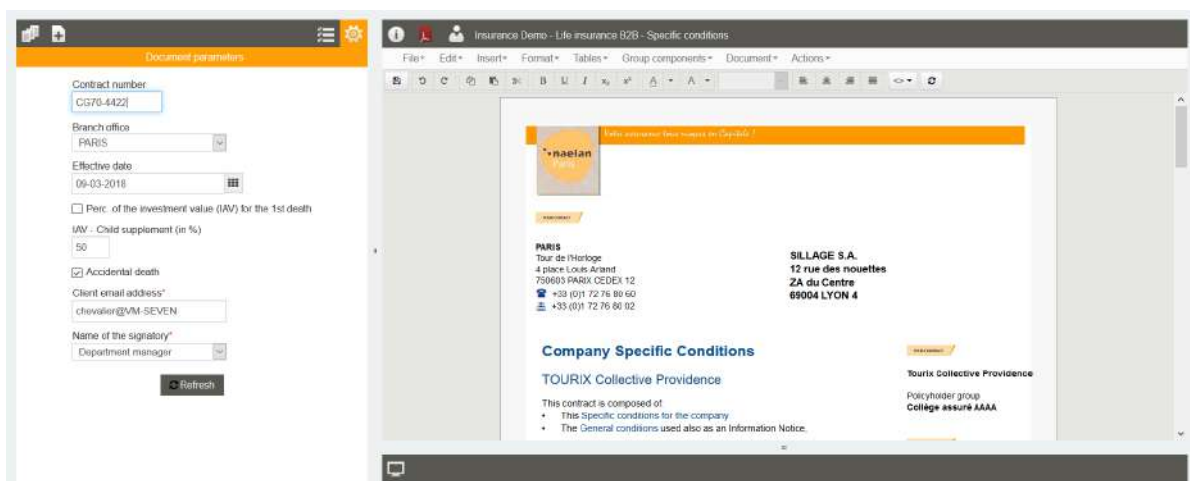 Document parameters
Contract number
CG70-4422
Branch office
PARIS
Effective date
09-03-2018
Perc. of the investment value (IAV) for the 1st death
IAV - Child supplement (in %)
50
Accidental death
Client email address*
chevalier@VM-SEVEN
Name of the signatory*
Department manager
Refresh
Insurance Demo - Life insurance B2B - Specific conditions
File Edit Insert Format Tables Group components Document Actions
B U I x₂ x² A A
naelan
Paris
PARIS
Tour de l'Horloge
4 place Louis Armand
750603 PARIX CEDEX 12
+33 (0)1 72 76 80 60
+33 (0)1 72 76 80 02
SILLAGE S.A.
12 rue des nouettes
ZA du Centre
69004 LYON 4
Company Specific Conditions
TOURIX Collective Providence
This contract is composed of
• This Specific conditions for the company
• The General conditions used also as an Information Notice.
Tourix Collective Providence
Policyholder group
Collège assuré AAAA